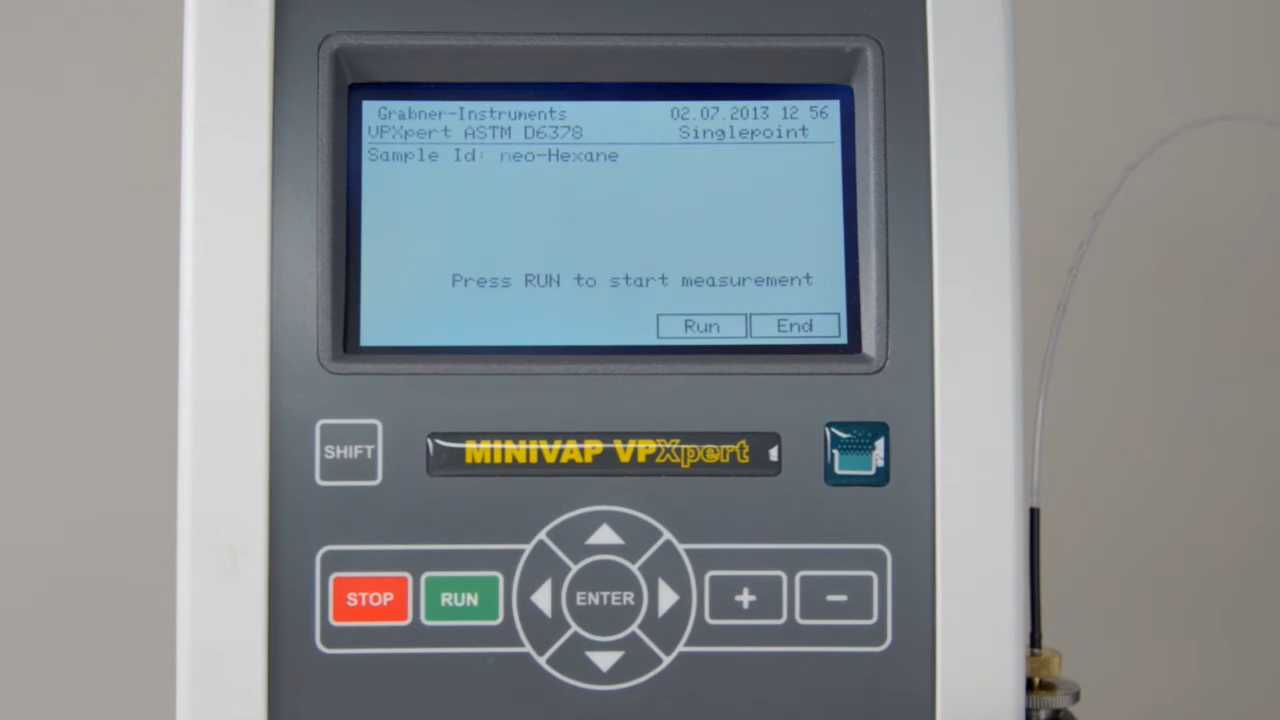 Grabner-Instruments 02.07.2013 12 56
VPXpert ASTM D6378 Singlepoint
Sample Id: neo-Hexane
Press RUN to start measurement
Run End
SHIFT
MINIVAP VPXpert
STOP RUN ENTER + −